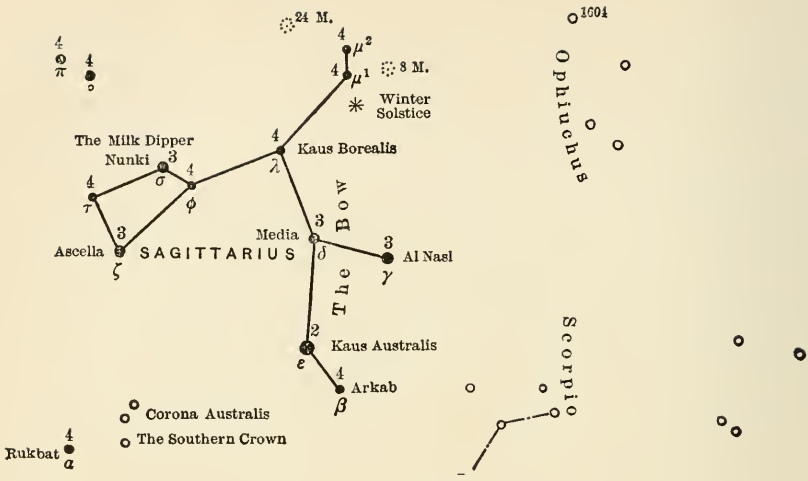 24 M.
1604
4
μ²
4
π
4
ο
4
μ¹
8 M.
Winter
Solstice
Ophiuchus
The Milk Dipper
Nunki
3
σ
4
φ
4
λ
Kaus Borealis
4
τ
The Bow
Media
3
δ
3
γ
Al Nasl
Ascella
3
ζ
SAGITTARIUS
2
ε
Kaus Australis
Scorpio
4
β
Arkab
Corona Australis
The Southern Crown
Rukbat
4
α